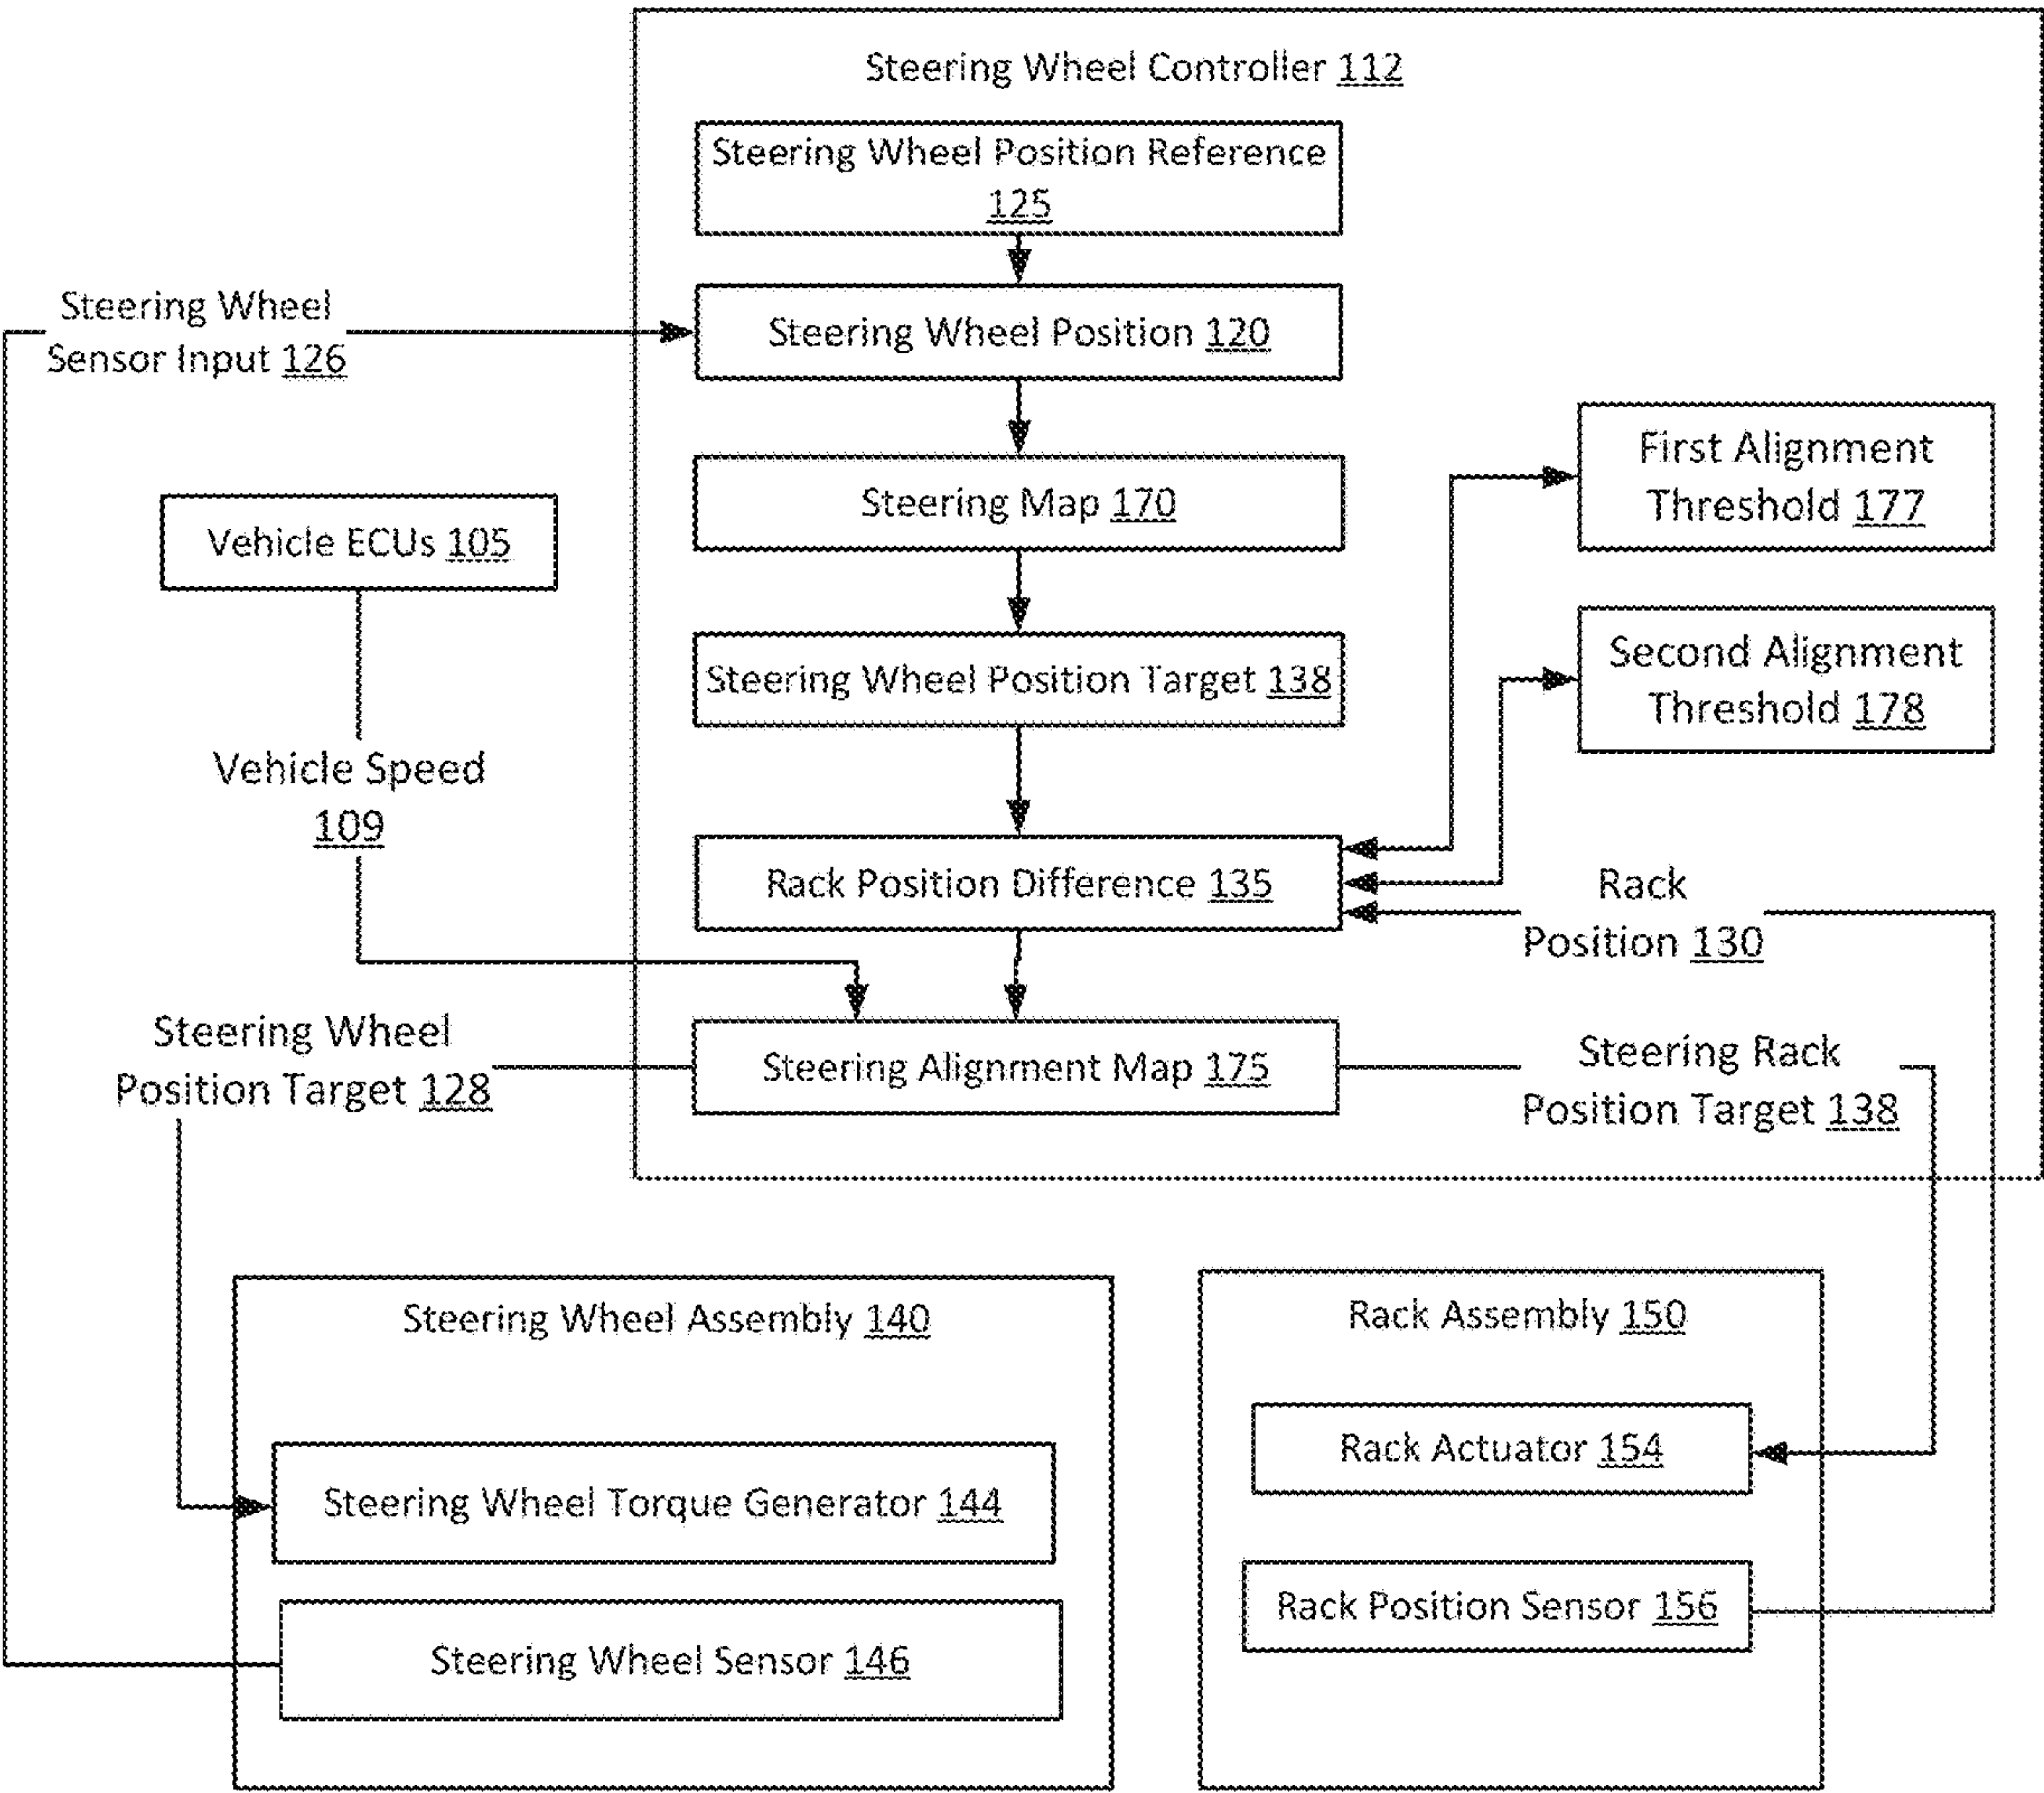 Steering Wheel Controller 112
Steering Wheel Position Reference
125
Steering Wheel
Sensor Input 126
Steering Wheel Position 120
First Alignment
Threshold 177
Steering Map 170
Vehicle ECUs 105
Second Alignment
Threshold 178
Steering Wheel Position Target 138
Vehicle Speed
109
Rack Position Difference 135
Rack
Position 130
Steering Wheel
Position Target 128
Steering Alignment Map 175
Steering Rack
Position Target 138
Steering Wheel Assembly 140
Rack Assembly 150
Rack Actuator 154
Steering Wheel Torque Generator 144
Rack Position Sensor 156
Steering Wheel Sensor 146